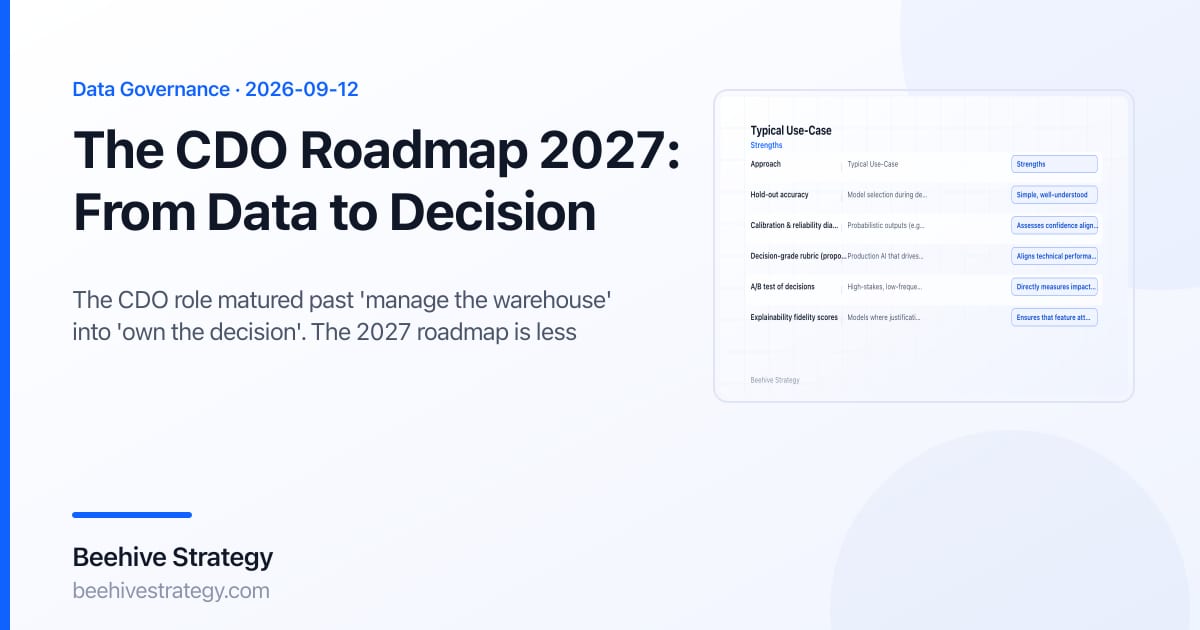 Data Governance · 2026-09-12
The CDO Roadmap 2027:
From Data to Decision
The CDO role matured past 'manage the warehouse'
into 'own the decision'. The 2027 roadmap is less
Beehive Strategy
beehivestrategy.com
Typical Use-Case
Strengths
Approach Typical Use-Case Strengths
Hold-out accuracy Model selection during de... Simple, well-understood
Calibration & reliability dia... Probabilistic outputs (e.g... Assesses confidence align...
Decision-grade rubric (propo... Production AI that drives... Aligns technical performa...
A/B test of decisions High-stakes, low-freque... Directly measures impact...
Explainability fidelity scores Models where justificati... Ensures that feature att...
Beehive Strategy